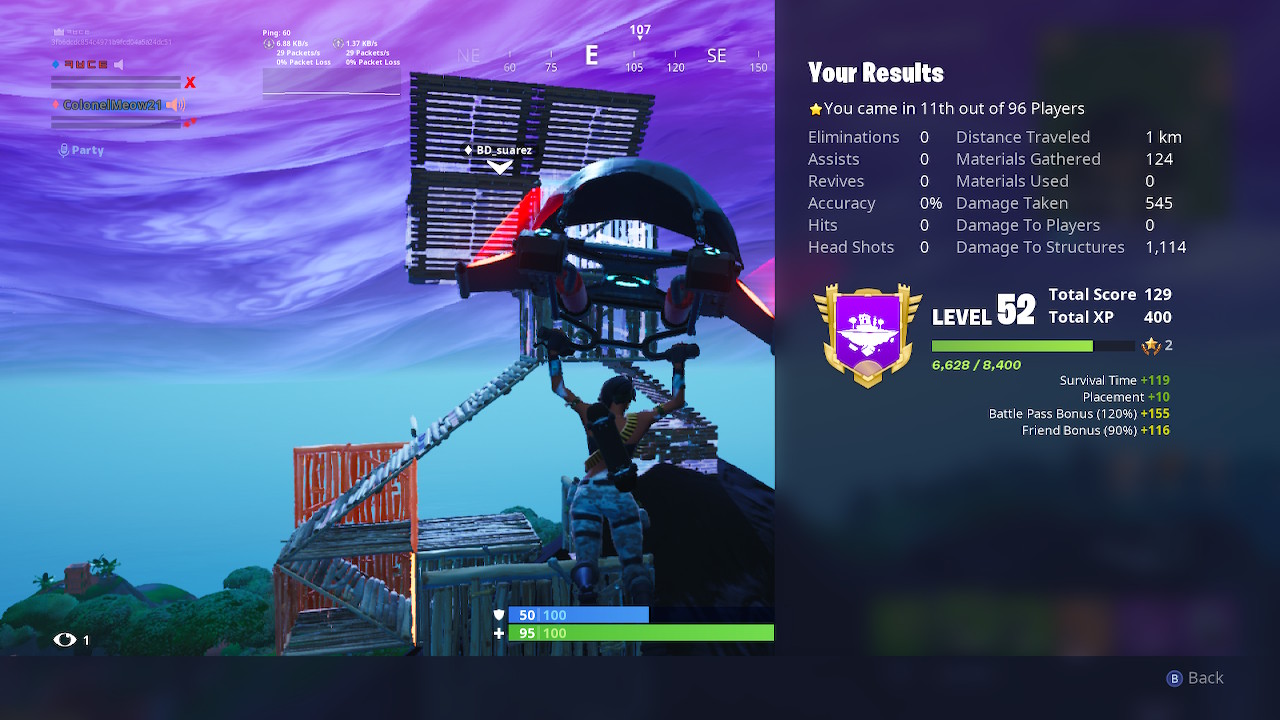 Ping: 60
6.88 KB/s 1.37 KB/s
29 Packets/s 29 Packets/s
0% Packet Loss 0% Packet Loss
ColonelMeow21
Party
107
NE E SE
60 75 105 120 150
BD_suarez
1
50 100
95 100
Your Results
You came in 11th out of 96 Players
Eliminations 0 Distance Traveled 1 km
Assists 0 Materials Gathered 124
Revives 0 Materials Used 0
Accuracy 0% Damage Taken 545
Hits 0 Damage To Players 0
Head Shots 0 Damage To Structures 1,114
LEVEL 52
Total Score 129
Total XP 400
2
6,628 / 8,400
Survival Time +119
Placement +10
Battle Pass Bonus (120%) +155
Friend Bonus (90%) +116
B Back